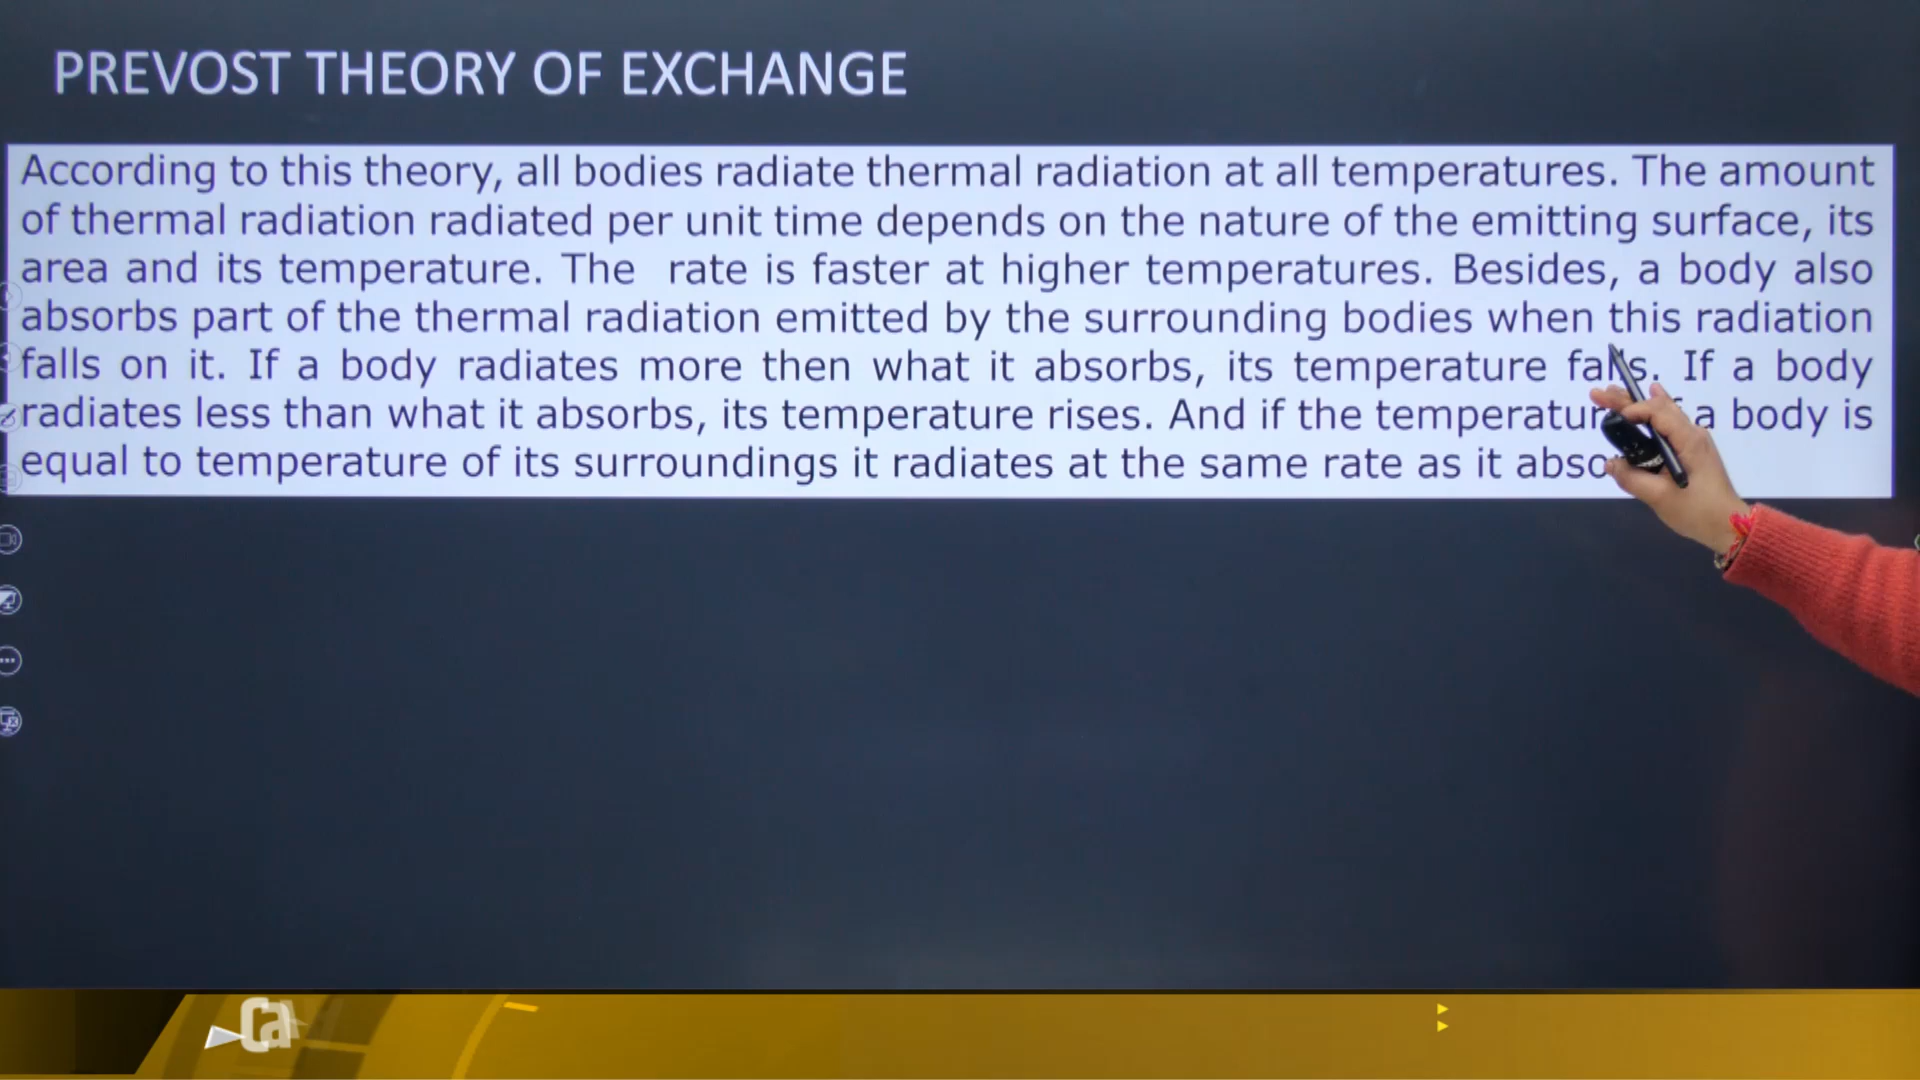 PREVOST THEORY OF EXCHANGE
According to this theory, all bodies radiate thermal radiation at all temperatures. The amount
of thermal radiation radiated per unit time depends on the nature of the emitting surface, its
area and its temperature. The rate is faster at higher temperatures. Besides, a body also
absorbs part of the thermal radiation emitted by the surrounding bodies when this radiation
falls on it. If a body radiates more then what it absorbs, its temperature falls. If a body
radiates less than what it absorbs, its temperature rises. And if the a body is
equal to temperature of its surroundings it radiates at the same rate as it